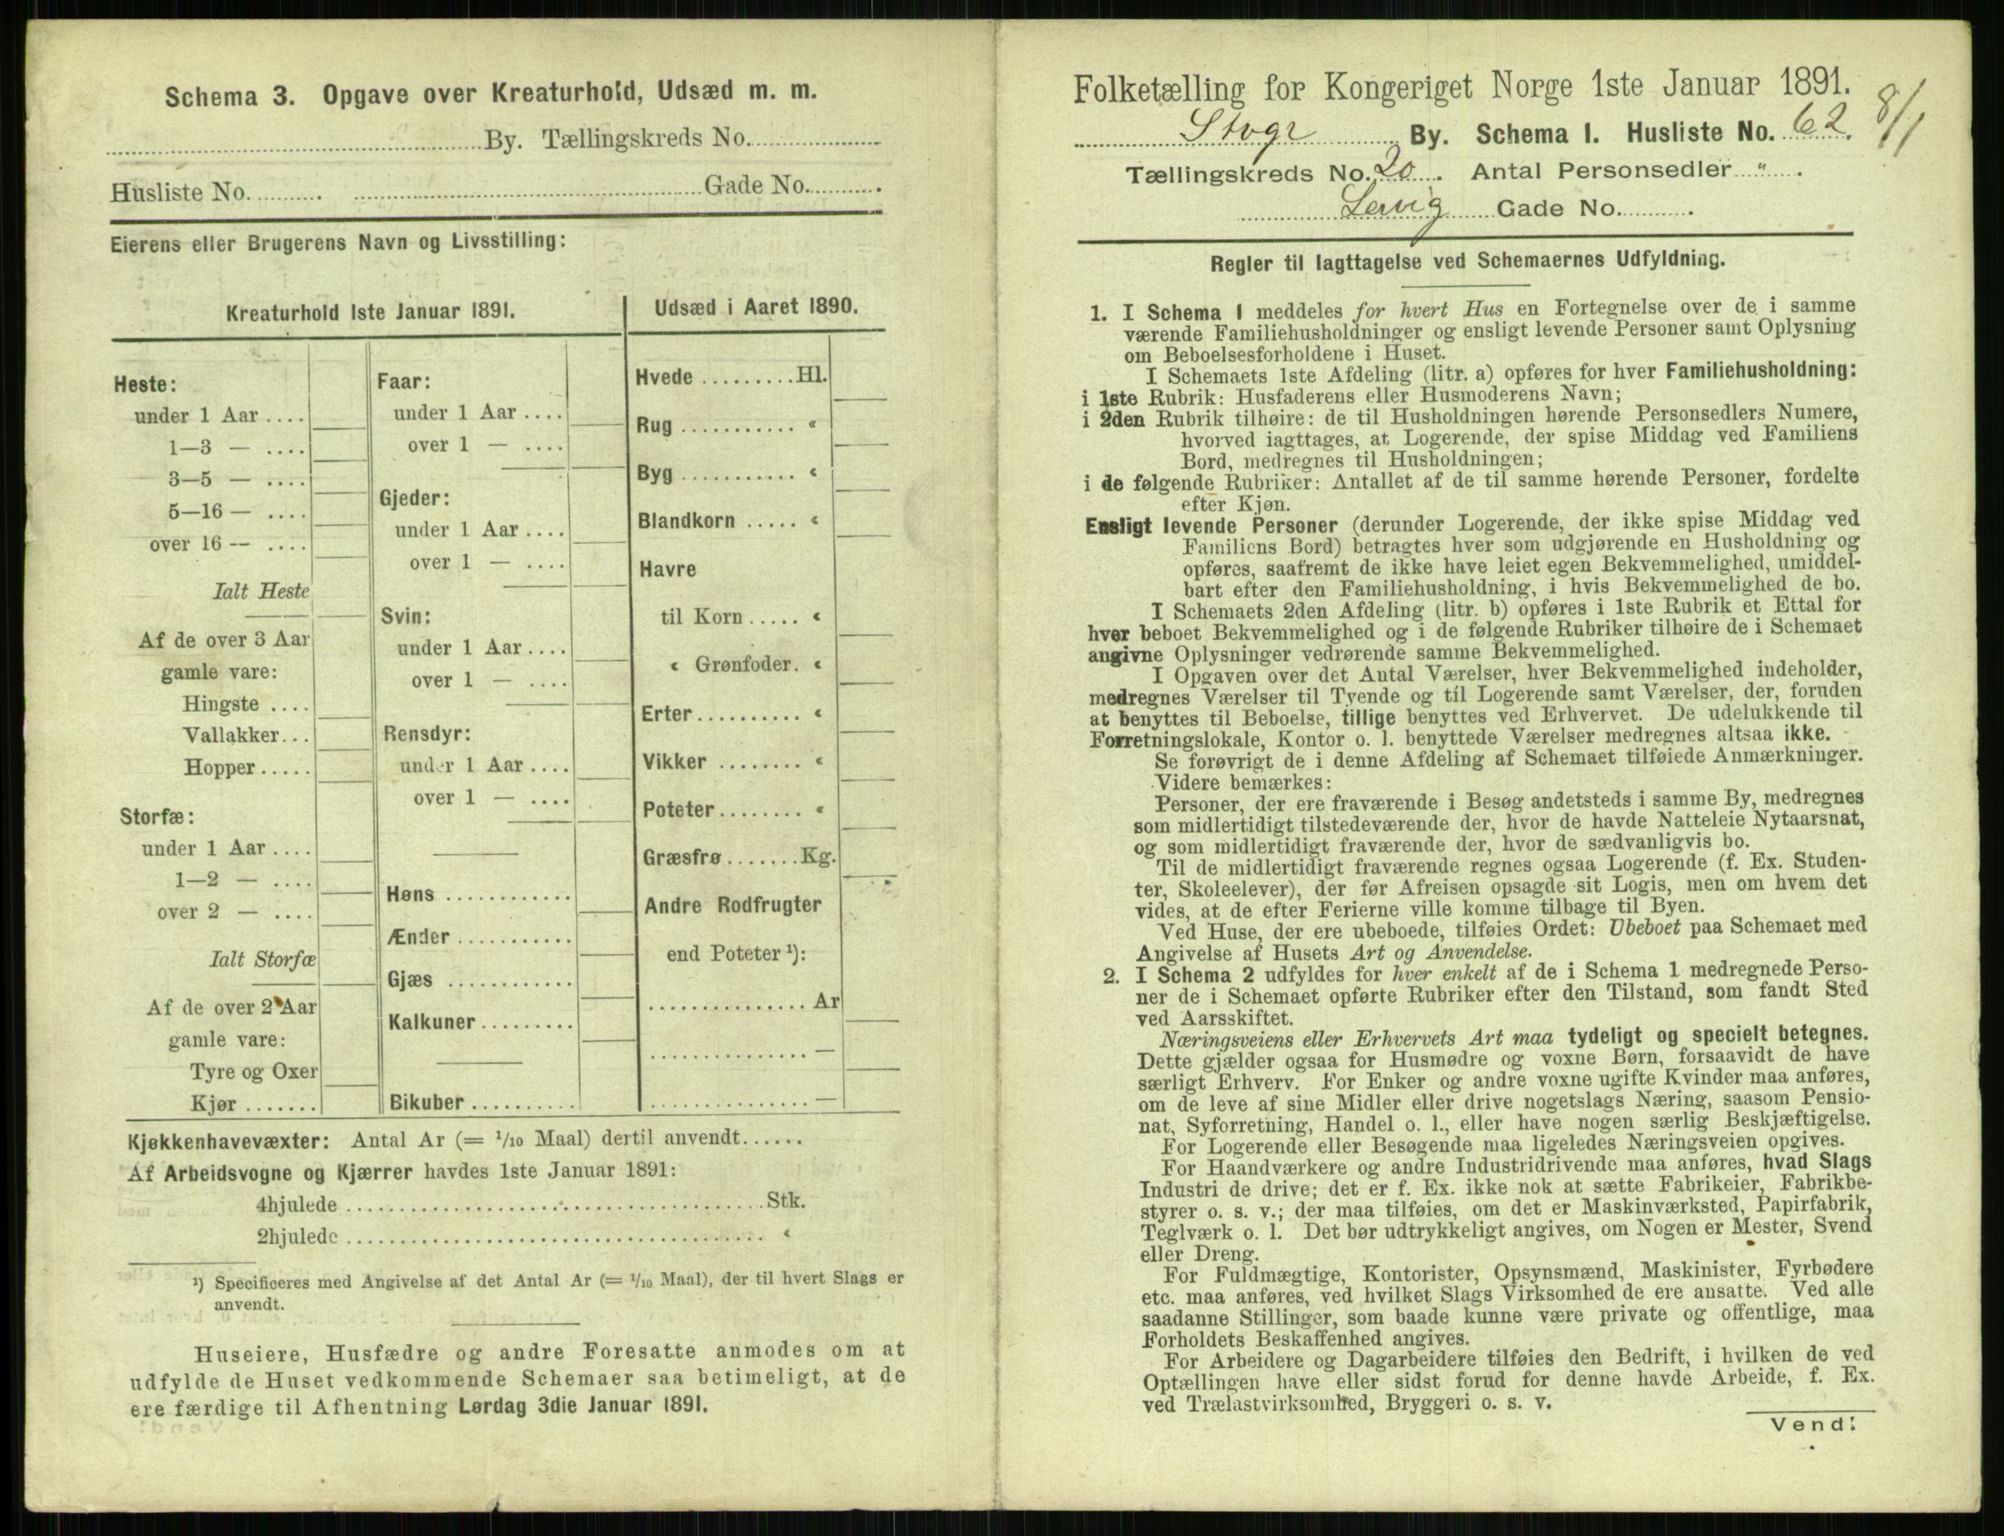 Schema 3. Opgave over Kreaturhold, Udsæd m. m.
By. Tællingskreds No.
Husliste No. Gade No.
Eierens eller Brugerens Navn og Livsstilling:
Kreaturhold 1ste Januar 1891.
Heste:
under 1 Aar ....
1—3 — ....
3—5 — ....
5—16 — ....
over 16 -- ....
Ialt Heste
Af de over 3 Aar
gamle vare:
Hingste ....
Vallakker...
Hopper.....
Storfæ:
under 1 Aar ....
1—2 — ....
over 2 — ....
Ialt Storfæ
Af de over 2 Aar
gamle vare:
Tyre og Oxer
Kjør .......
Faar:
under 1 Aar ....
over 1 — ....
Gjeder:
under 1 Aar ....
over 1 — ....
Svin:
under 1 Aar ....
over 1 — ....
Rensdyr:
under 1 Aar ....
over 1 — ....
Høns ............
Ænder ...........
Gjæs ............
Kalkuner.........
Bikuber ..........
Udsæd i Aaret 1890.
Hvede .........Hl.
Rug ........... «
Byg ........... «
Blandkorn ..... «
Havre
til Korn ..... «
« Grønfoder. «
Erter.......... «
Vikker ........ «
Poteter........ «
Græsfrø .......Kg.
Andre Rodfrugter
end Poteter ¹):
............... Ar
............... —
............... —
Kjøkkenhavevæxter: Antal Ar (= 1/10 Maal) dertil anvendt......
Af Arbeidsvogne og Kjærrer havdes 1ste Januar 1891:
4hjulede ........................................Stk.
2hjulede ........................................ «
¹) Specificeres med Angivelse af det Antal Ar (= 1/10 Maal), der til hvert Slags er
anvendt.
Huseiere, Husfædre og andre Foresatte anmodes om at
udfylde de Huset vedkommende Schemaer saa betimeligt, at de
ere færdige til Afhentning Lørdag 3die Januar 1891.
Folketælling for Kongeriget Norge 1ste Januar 1891.
8/1
Stvgr By. Schema I. Husliste No. 62.
Tællingskreds No. 20. Antal Personsedler " .
Lervig Gade No. .
Regler til Iagttagelse ved Schemaernes Udfyldning.
1. I Schema I meddeles for hvert Hus en Fortegnelse over de i samme
værende Familiehusholdninger og ensligt levende Personer samt Oplysning
om Beboelsesforholdene i Huset.
I Schemaets 1ste Afdeling (litr. a) opføres for hver Familiehusholdning:
i 1ste Rubrik: Husfaderens eller Husmoderens Navn;
i 2den Rubrik tilhøire: de til Husholdningen hørende Personsedlers Numere,
hvorved iagttages, at Logerende, der spise Middag ved Familiens
Bord, medregnes til Husholdningen;
i de følgende Rubriker: Antallet af de til samme hørende Personer, fordelte
efter Kjøn.
Ensligt levende Personer (derunder Logerende, der ikke spise Middag ved
Familiens Bord) betragtes hver som udgjørende en Husholdning og
opføres, saafremt de ikke have leiet egen Bekvemmelighed, umiddel-
bart efter den Familiehusholdning, i hvis Bekvemmelighed de bo.
I Schemaets 2den Afdeling (litr. b) opføres i 1ste Rubrik et Ettal for
hver beboet Bekvemmelighed og i de følgende Rubriker tilhøire de i Schemaet
angivne Oplysninger vedrørende samme Bekvemmelighed.
I Opgaven over det Antal Værelser, hver Bekvemmelighed indeholder,
medregnes Værelser til Tyende og til Logerende samt Værelser, der, foruden
at benyttes til Beboelse, tillige benyttes ved Erhvervet. De udelukkende til
Forretningslokale, Kontor o. l. benyttede Værelser medregnes altsaa ikke.
Se forøvrigt de i denne Afdeling af Schemaet tilføiede Anmærkninger.
Videre bemærkes:
Personer, der ere fraværende i Besøg andetsteds i samme By, medregnes
som midlertidigt tilstedeværende der, hvor de havde Natteleie Nytaarsnat,
og som midlertidigt fraværende der, hvor de sædvanligvis bo.
Til de midlertidigt fraværende regnes ogsaa Logerende (f. Ex. Studen-
ter, Skoleelever), der før Afreisen opsagde sit Logis, men om hvem det
vides, at de efter Ferierne ville komme tilbage til Byen.
Ved Huse, der ere ubeboede, tilføies Ordet: Ubeboet paa Schemaet med
Angivelse af Husets Art og Anvendelse.
2. I Schema 2 udfyldes for hver enkelt af de i Schema 1 medregnede Perso-
ner de i Schemaet opførte Rubriker efter den Tilstand, som fandt Sted
ved Aarsskiftet.
Næringsveiens eller Erhvervets Art maa tydeligt og specielt betegnes.
Dette gjælder ogsaa for Husmødre og voxne Børn, forsaavidt de have
særligt Erhverv. For Enker og andre voxne ugifte Kvinder maa anføres,
om de leve af sine Midler eller drive nogetslags Næring, saasom Pensio-
nat, Syforretning, Handel o. l., eller have nogen særlig Beskjæftigelse.
For Logerende eller Besøgende maa ligeledes Næringsveien opgives.
For Haandværkere og andre Industridrivende maa anføres, hvad Slags
Industri de drive; det er f. Ex. ikke nok at sætte Fabrikeier, Fabrikbe-
styrer o. s. v.; der maa tilføies, om det er Maskinværksted, Papirfabrik,
Teglværk o. l. Det bør udtrykkeligt angives, om Nogen er Mester, Svend
eller Dreng.
For Fuldmægtige, Kontorister, Opsynsmænd, Maskinister, Fyrbødere
etc. maa anføres, ved hvilket Slags Virksomhed de ere ansatte. Ved alle
saadanne Stillinger, som baade kunne være private og offentlige, maa
Forholdets Beskaffenhed angives.
For Arbeidere og Dagarbeidere tilføies den Bedrift, i hvilken de ved
Optællingen have eller sidst forud for denne havde Arbeide, f. Ex.
ved Trælastvirksomhed, Bryggeri o. s. v.
Vend!